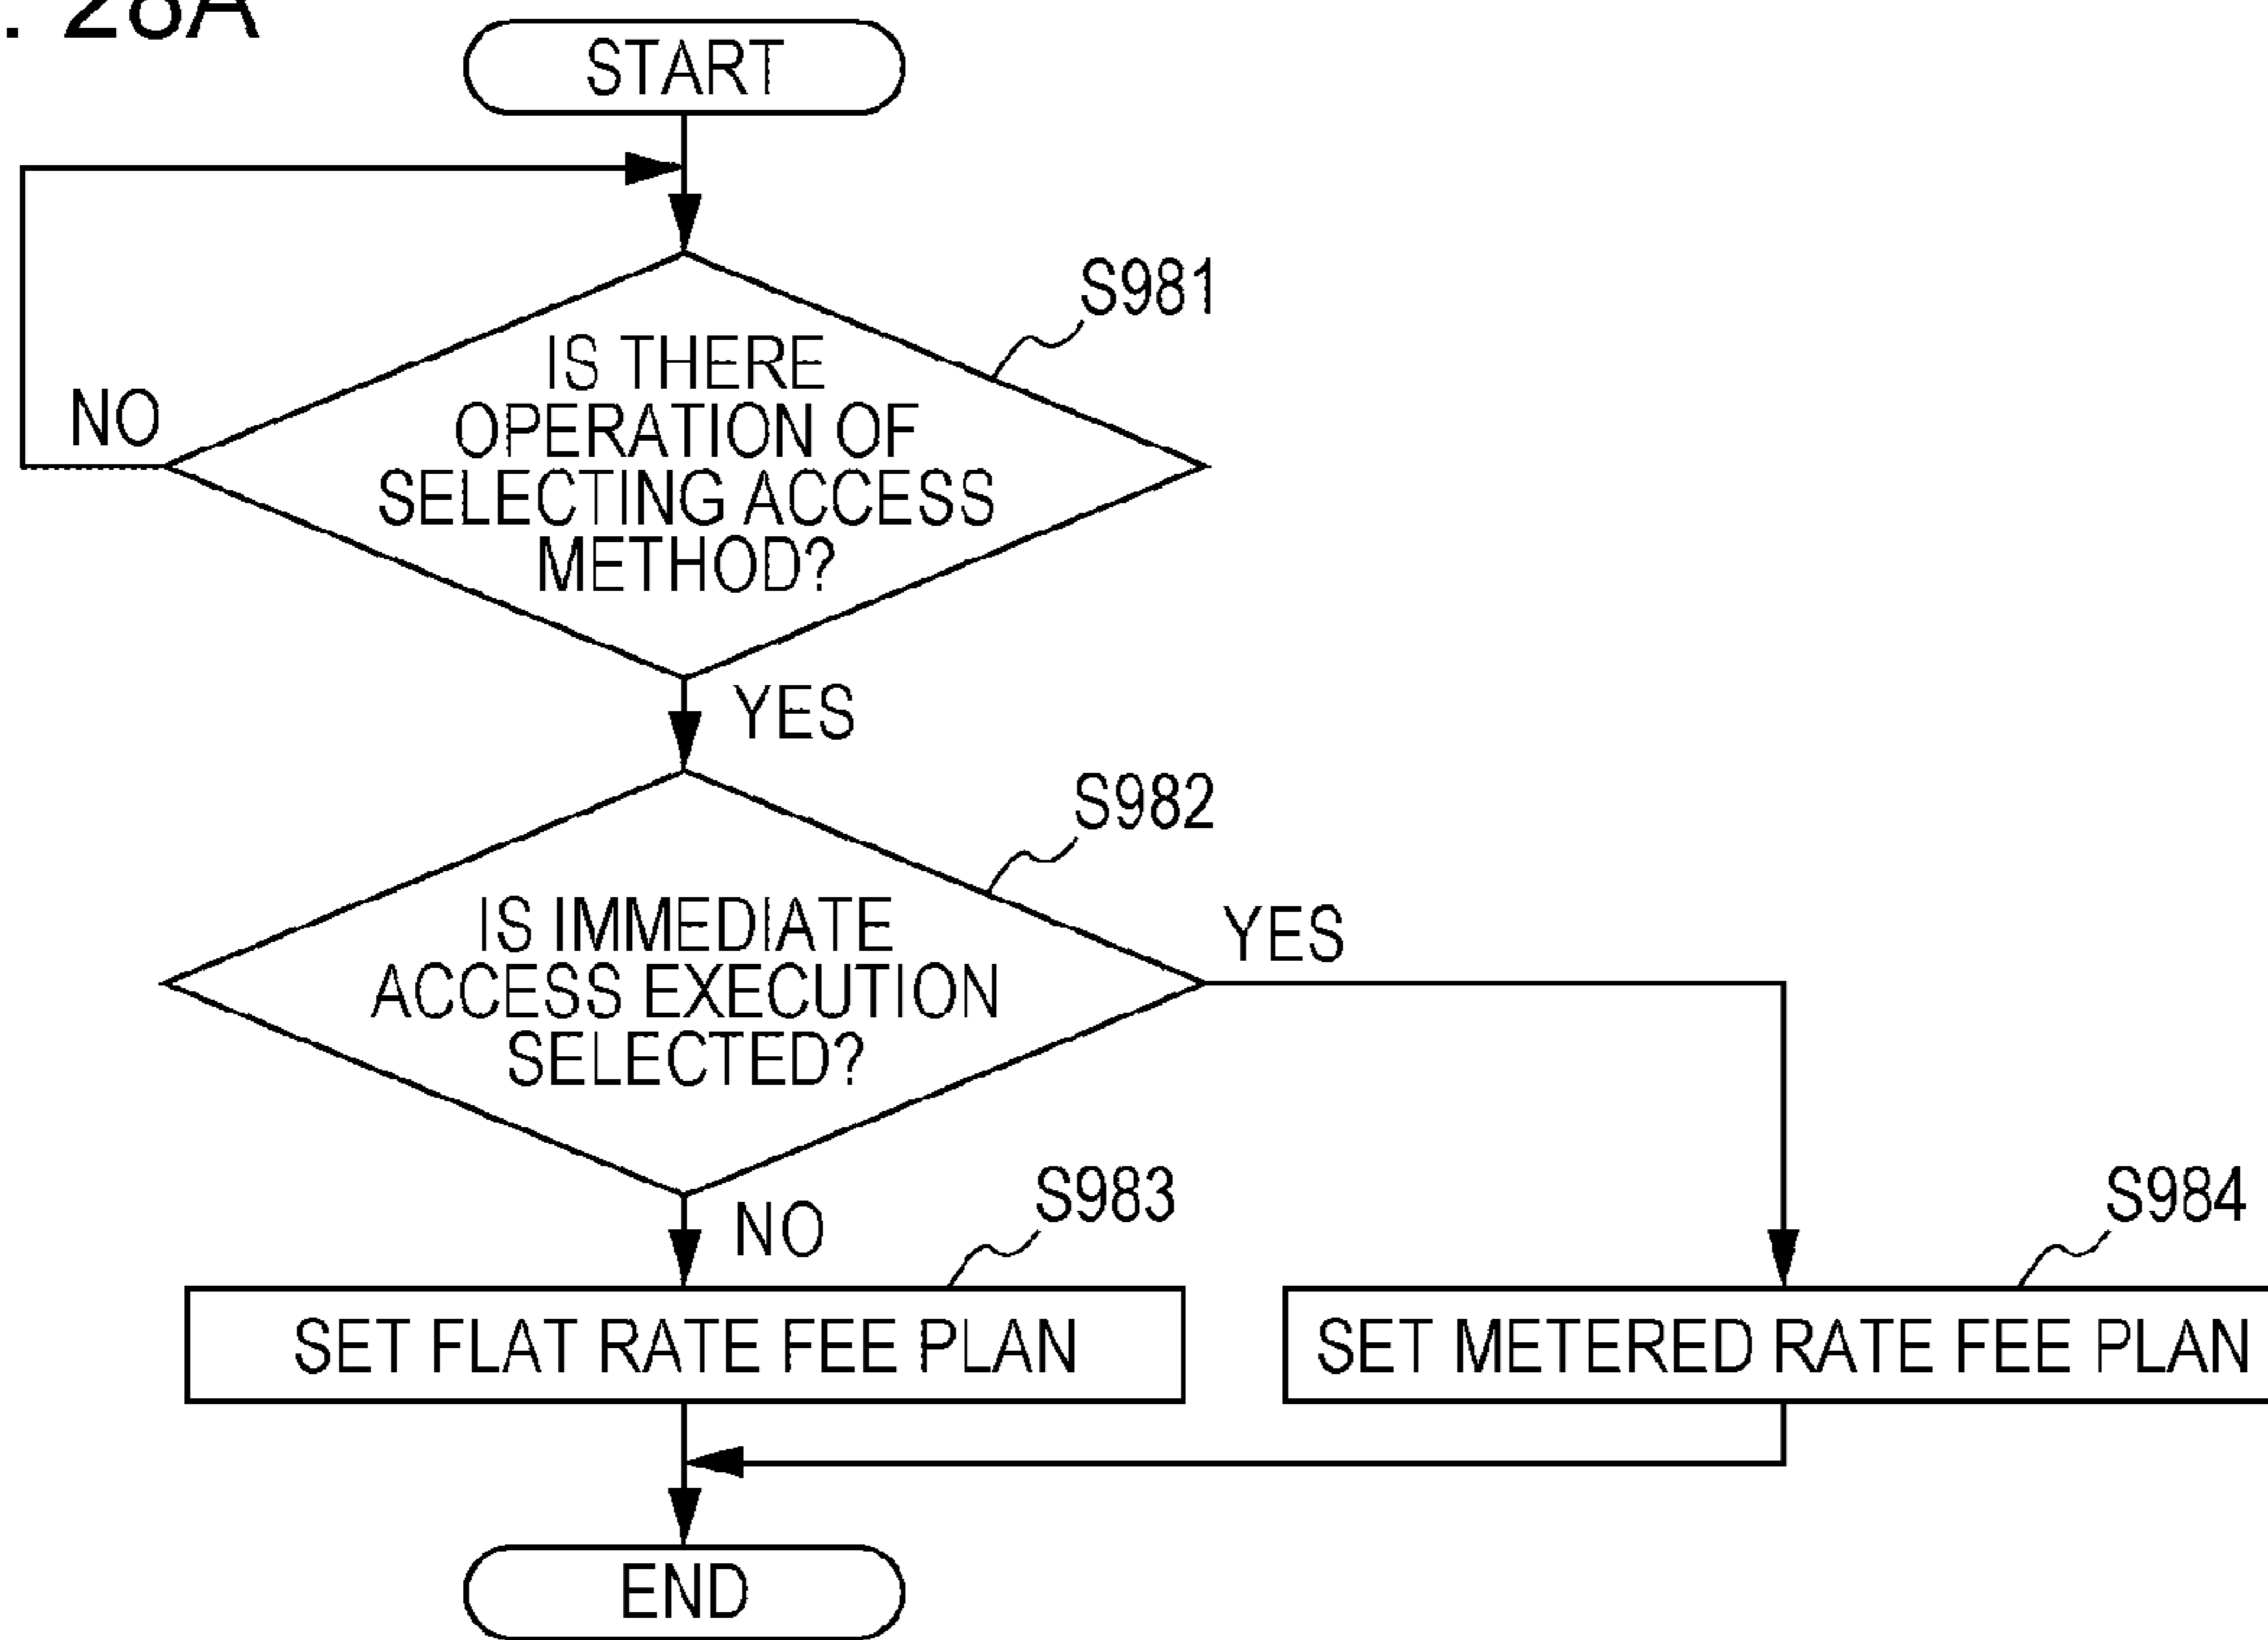 . 28A
START
S981
IS THERE
OPERATION OF
SELECTING ACCESS
METHOD?
NO
YES
S982
IS IMMEDIATE
ACCESS EXECUTION
SELECTED?
YES
NO
S983
S984
SET FLAT RATE FEE PLAN
SET METERED RATE FEE PLAN
END